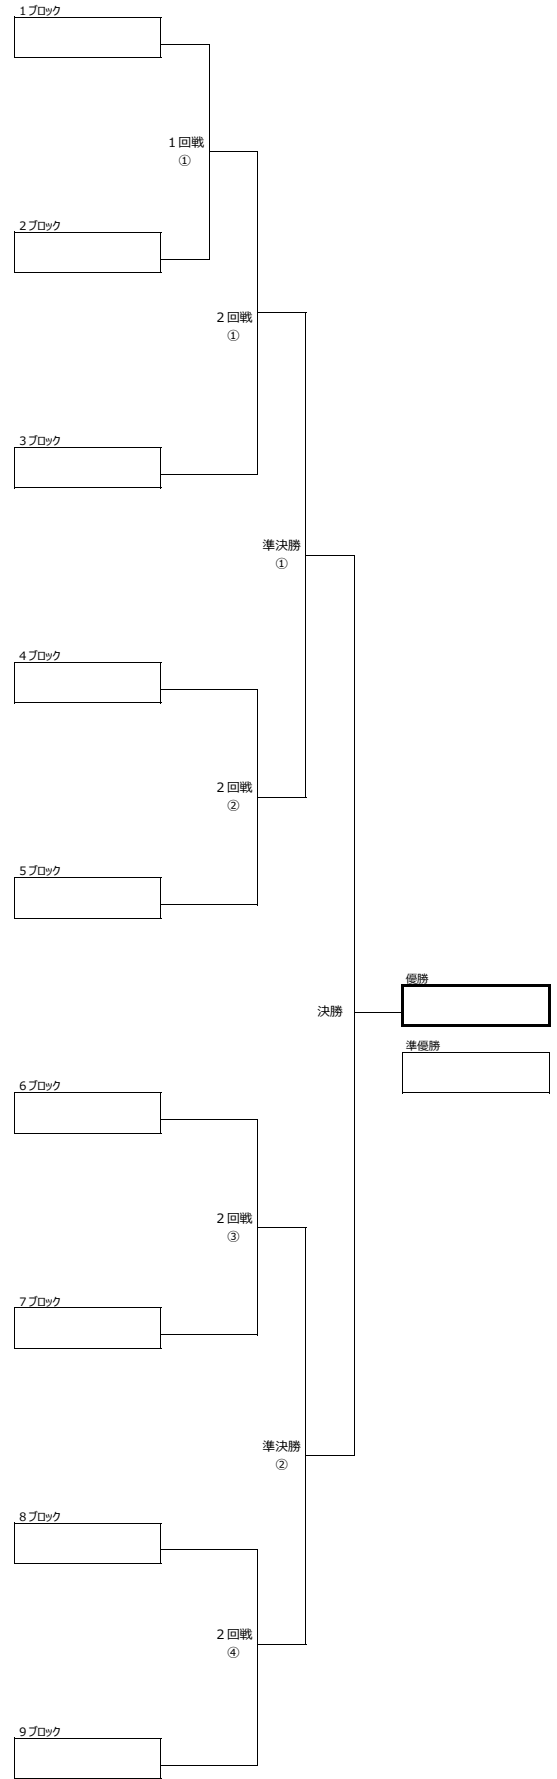 １ブロック
１回戦
①
２ブロック
２回戦
①
３ブロック
準決勝
①
４ブロック
２回戦
②
５ブロック
優勝
決勝
準優勝
６ブロック
２回戦
③
７ブロック
準決勝
②
８ブロック
２回戦
④
９ブロック